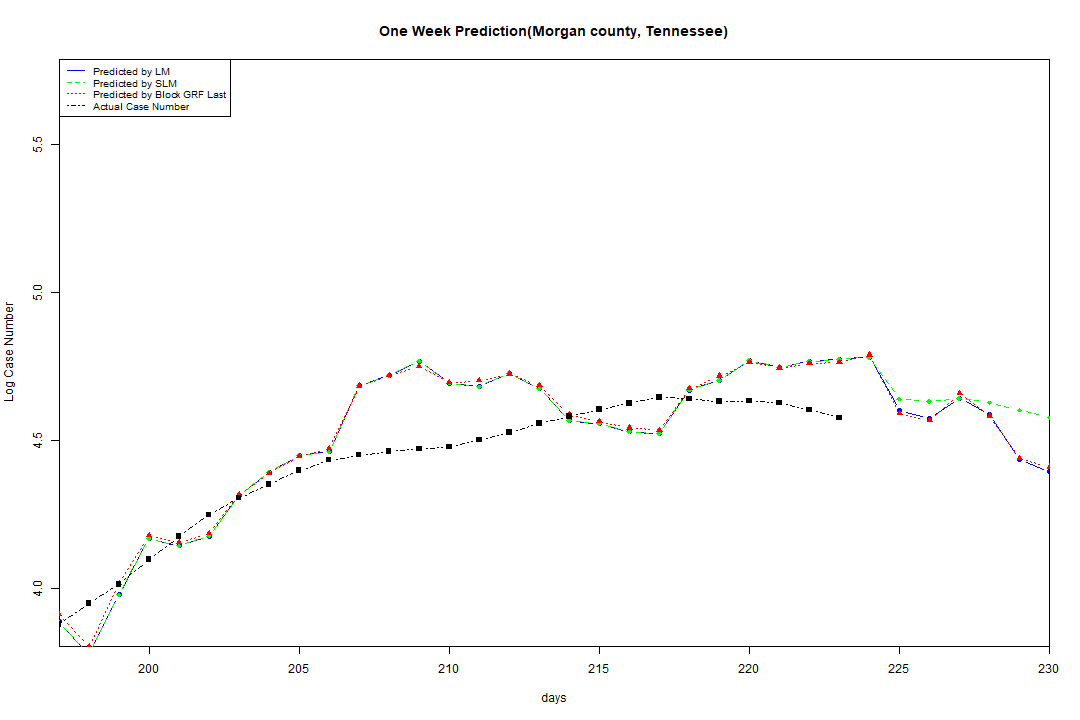 One Week Prediction(Morgan county, Tennessee)
Predicted by LM
Predicted by SLM
Predicted by Block GRF Last
Actual Case Number
5.5
5.0
4.5
4.0
Log Case Number
200 205 210 215 220 225 230
days